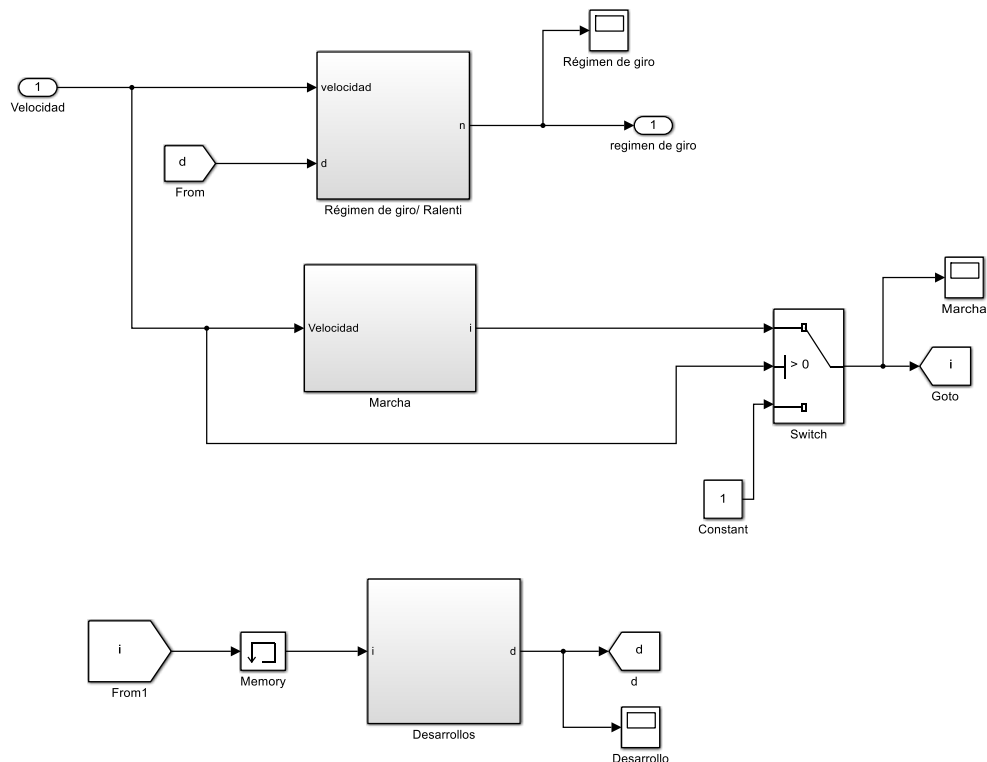 Régimen de giro
1
Velocidad
velocidad
n
1
regimen de giro
d
From
d
Régimen de giro/ Ralenti
Velocidad
i
Marcha
> 0
Switch
Marcha
i
Goto
1
Constant
i
From1
Memory
i
d
Desarrollos
d
d
Desarrollo